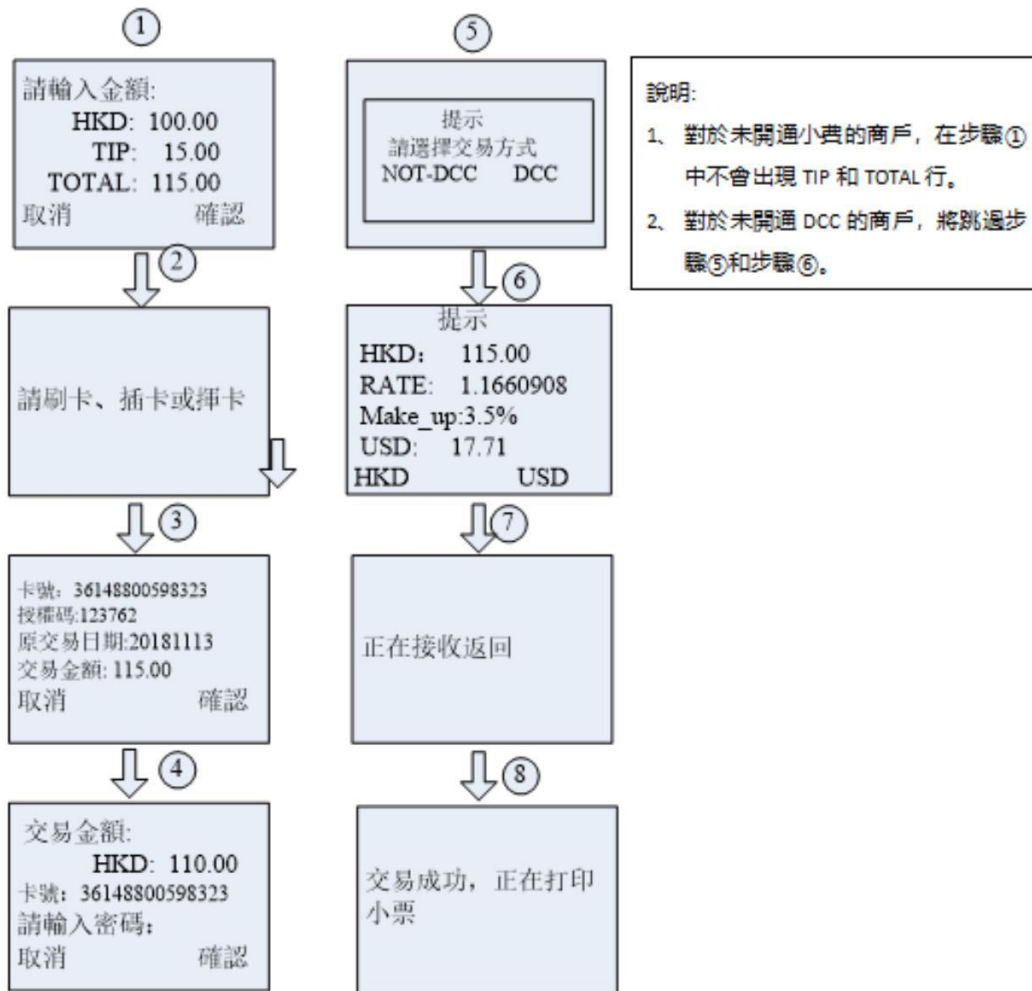 ①
請輸入金額:
HKD: 100.00
TIP: 15.00
TOTAL: 115.00
取消 確認
②
請刷卡、插卡或揮卡
③
卡號: 36148800598323
授權碼:123762
原交易日期:20181113
交易金額: 115.00
取消 確認
④
交易金額:
HKD: 110.00
卡號: 36148800598323
請輸入密碼:
取消 確認
⑤
提示
請選擇交易方式
NOT-DCC DCC
⑥
提示
HKD: 115.00
RATE: 1.1660908
Make_up:3.5%
USD: 17.71
HKD USD
⑦
正在接收返回
⑧
交易成功，正在打印
小票
說明:
1、 對於未開通小费的商戶，在步驟①
中不會出現 TIP 和 TOTAL 行。
2、 對於未開通 DCC 的商戶，將跳過步
驟⑤和步驟⑥。